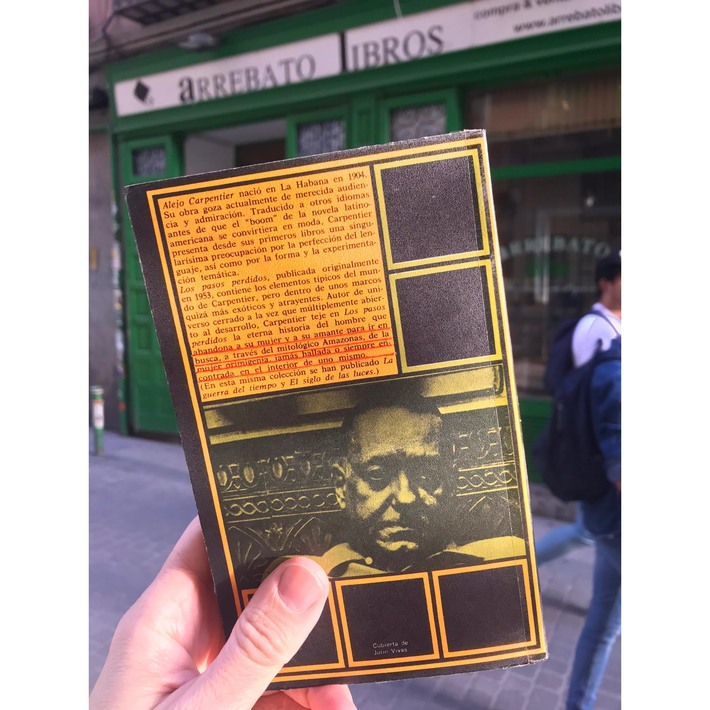 aRREBATO LIBROS
compra & ven
www.arrebatolib
Alejo Carpentier nació en La Habana en 1904.
Su obra goza actualmente de merecida audien-
cia y admiración. Traducido a otros idiomas
antes de que el "boom" de la novela latino-
americana se convirtiera en moda, Carpentier
presenta desde sus primeros libros una singu-
larísima preocupación por la perfección del len-
guaje, así como por la forma y la experimenta-
ción temática.
Los pasos perdidos, publicada originalmente
en 1953, contiene los elementos típicos del mun-
do de Carpentier, pero dentro de unos marcos
quizá más exóticos y atrayentes. Autor de uni-
verso cerrado a la vez que múltiplemente abier-
to al desarrollo, Carpentier teje en Los pasos
perdidos la eterna historia del hombre que
abandona a su mujer y a su amante para ir en
busca, a través del mitológico Amazonas, de la
mujer primigenia, jamás hallada o siempre en-
contrada en el interior de uno mismo.
(En esta misma colección se han publicado La
guerra del tiempo y El siglo de las luces.)
ARREBATO
Cubierta de
Julio Vivas